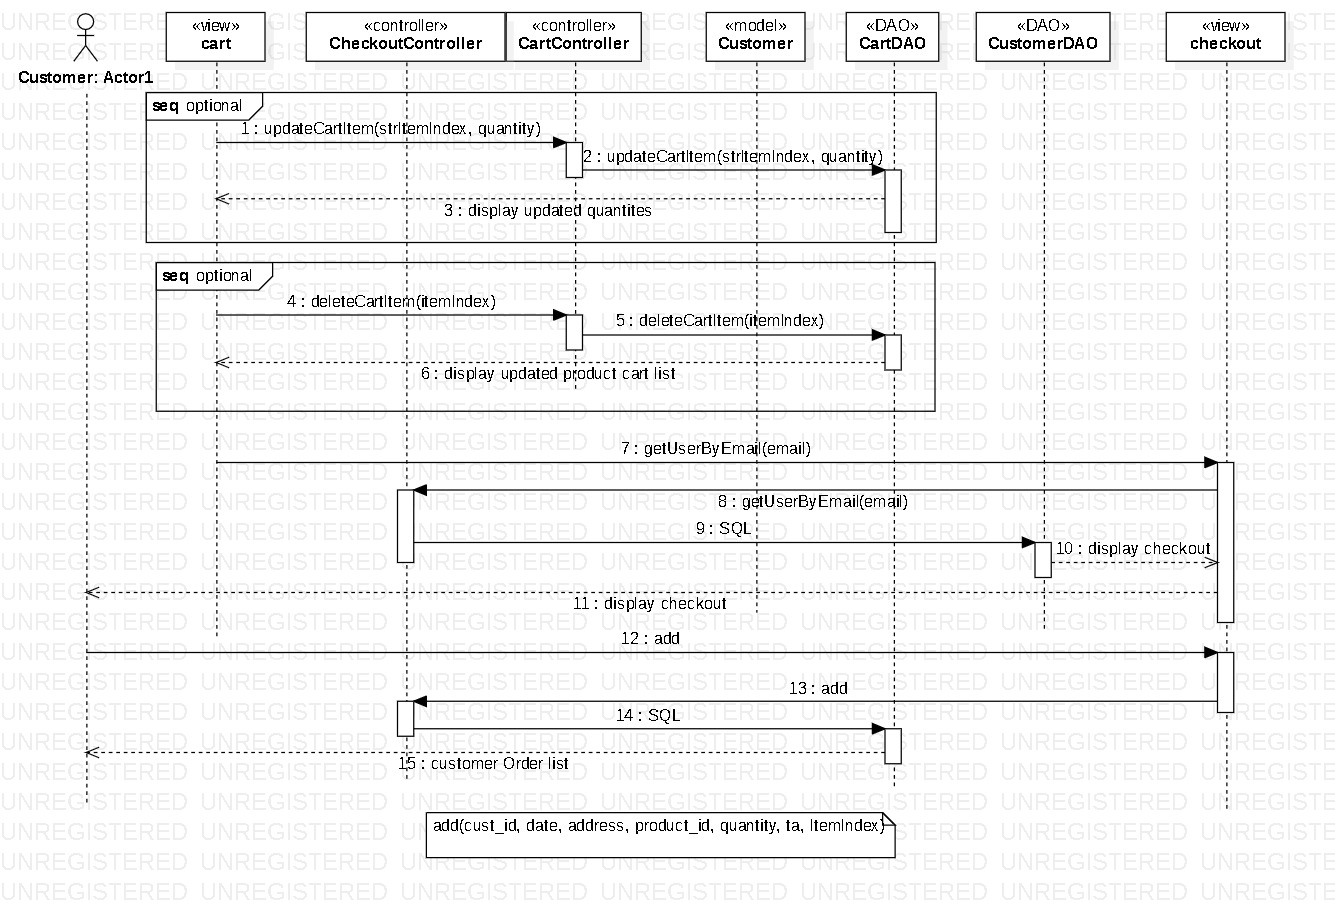 «view»
cart
«controller»
CheckoutController
«controller»
CartController
«model»
Customer
«DAO»
CartDAO
«DAO»
CustomerDAO
«view»
checkout
Customer: Actor1
seq optional
1 : updateCartItem(strItemIndex, quantity)
2 : updateCartItem(strItemIndex, quantity)
3 : display updated quantites
seq optional
4 : deleteCartItem(itemIndex)
5 : deleteCartItem(itemIndex)
6 : display updated product cart list
7 : getUserByEmail(email)
8 : getUserByEmail(email)
9 : SQL
10 : display checkout
11 : display checkout
12 : add
13 : add
14 : SQL
15 : customer Order list
add(cust_id, date, address, product_id, quantity, ta, ItemIndex)
UNREGISTERED